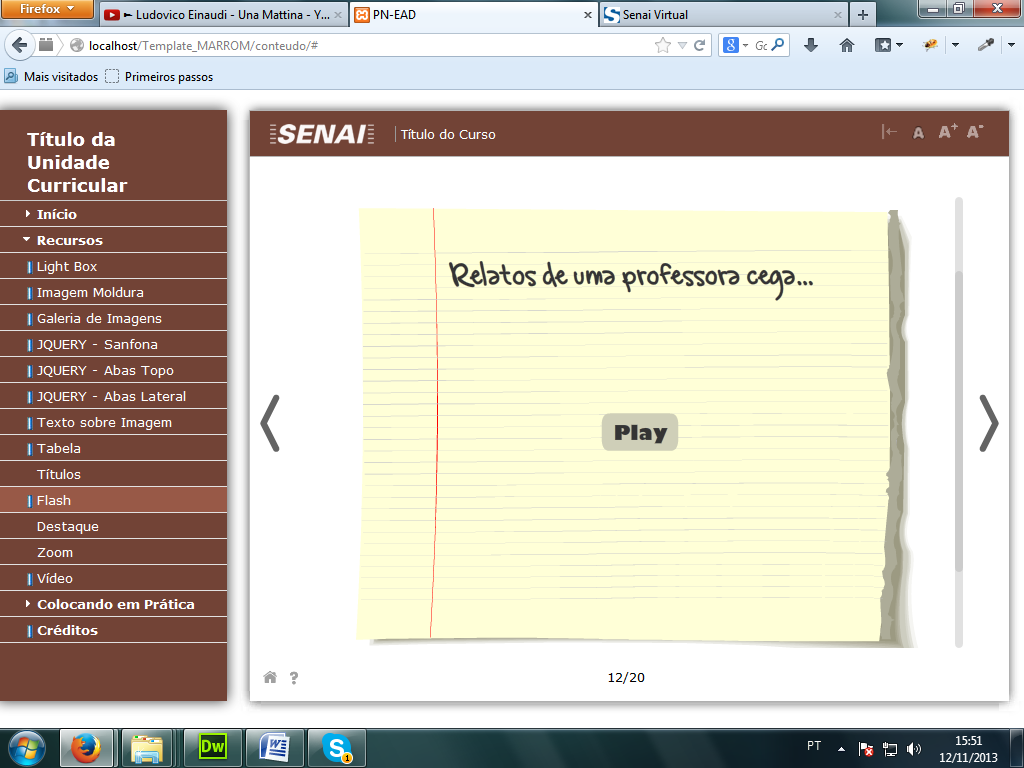 Firefox
► Ludovico Einaudi - Una Mattina - Y...
PN-EAD
Senai Virtual
localhost/Template_MARROM/conteudo/#
Mais visitados
Primeiros passos
Título da
Unidade
Curricular
Início
Recursos
Light Box
Imagem Moldura
Galeria de Imagens
JQUERY - Sanfona
JQUERY - Abas Topo
JQUERY - Abas Lateral
Texto sobre Imagem
Tabela
Títulos
Flash
Destaque
Zoom
Vídeo
Colocando em Prática
Créditos
SENAI
Título do Curso
A A+ A-
Relatos de uma professora cega...
Play
?
12/20
Dw
W
S 1
PT
15:51
12/11/2013